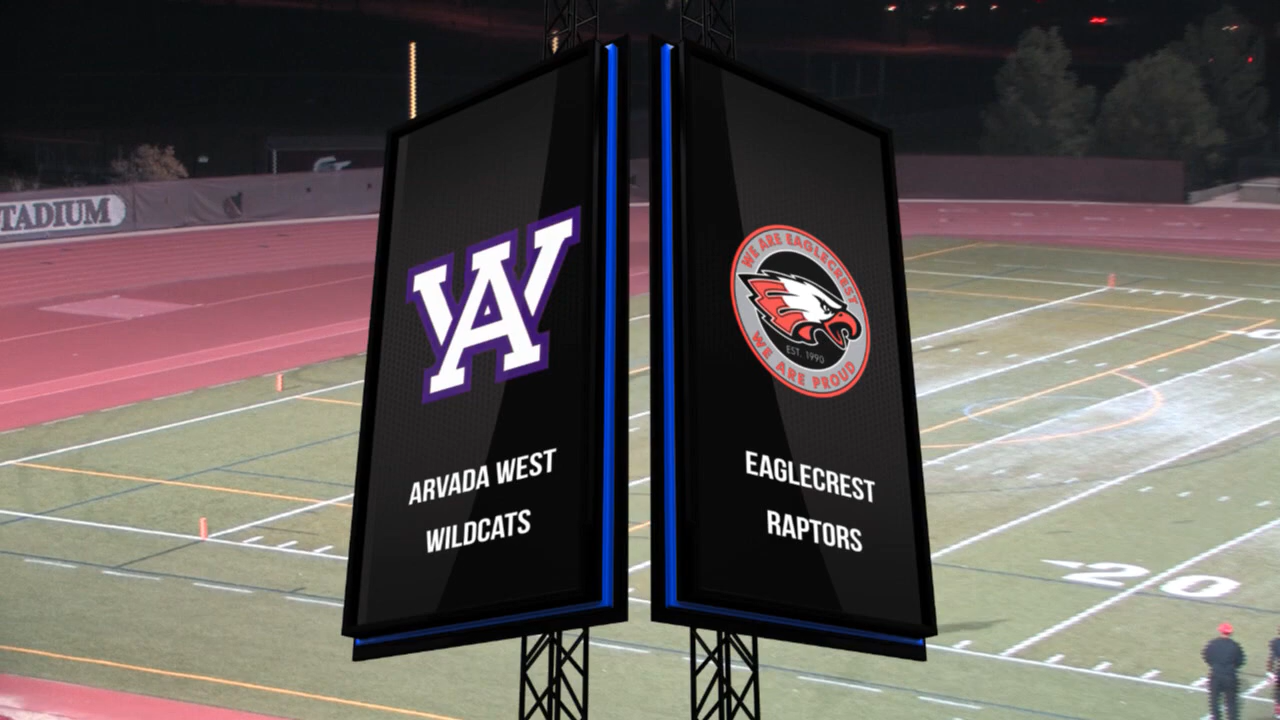 TADIUM
WA
ARVADA WEST
WILDCATS
WE ARE EAGLECREST
EST. 1990
WE ARE PROUD
EAGLECREST
RAPTORS
20